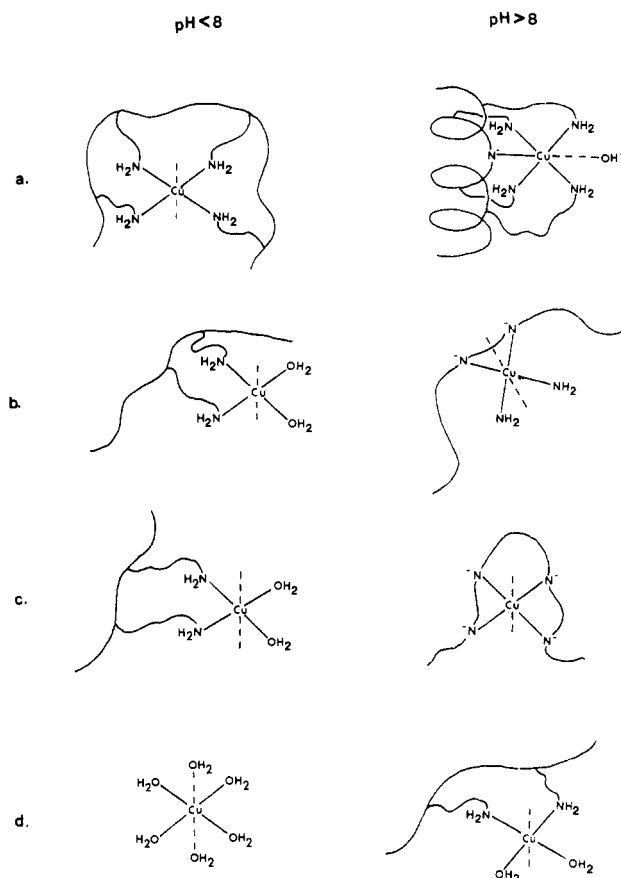 pH<8 pH>8
a.
H₂N NH₂
Cu
H₂N NH₂
H₂N NH₂
N⁻ Cu OH⁻
H₂N NH₂
b.
H₂N OH₂
Cu
H₂N OH₂
⁻N
⁻N
Cu
NH₂
NH₂
c.
H₂N OH₂
Cu
H₂N OH₂
⁻N N⁻
Cu
⁻N N⁻
d.
OH₂
H₂O OH₂
Cu
H₂O OH₂
OH₂
H₂N NH₂
Cu
OH₂ OH₂